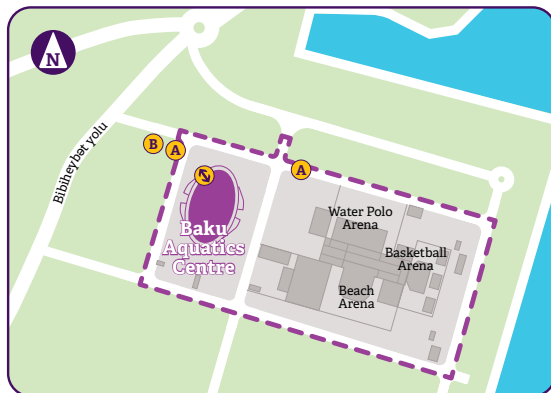 N
Bibiheybət yolu
B
A
A
Water Polo
Arena
Baku
Aquatics
Centre
Basketball
Arena
Beach
Arena